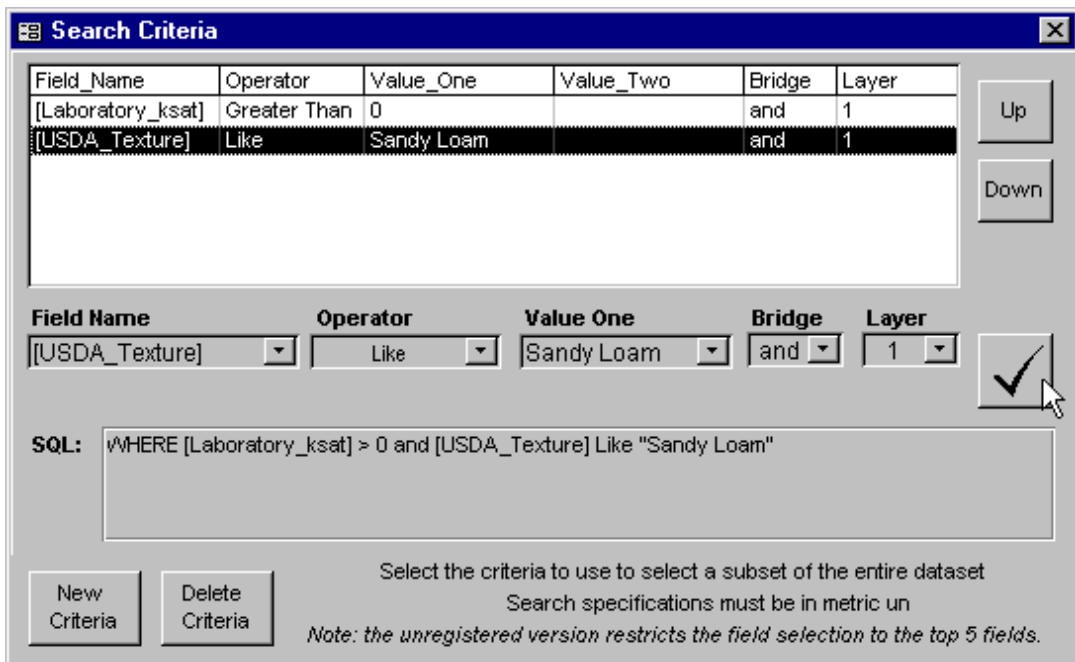 Search Criteria
Field_Name Operator Value_One Value_Two Bridge Layer
[Laboratory_ksat] Greater Than 0 and 1
[USDA_Texture] Like Sandy Loam and 1
Up
Down
Field Name Operator Value One Bridge Layer
[USDA_Texture] Like Sandy Loam and 1
SQL: WHERE [Laboratory_ksat] > 0 and [USDA_Texture] Like "Sandy Loam"
New Criteria
Delete Criteria
Select the criteria to use to select a subset of the entire dataset
Search specifications must be in metric un
Note: the unregistered version restricts the field selection to the top 5 fields.